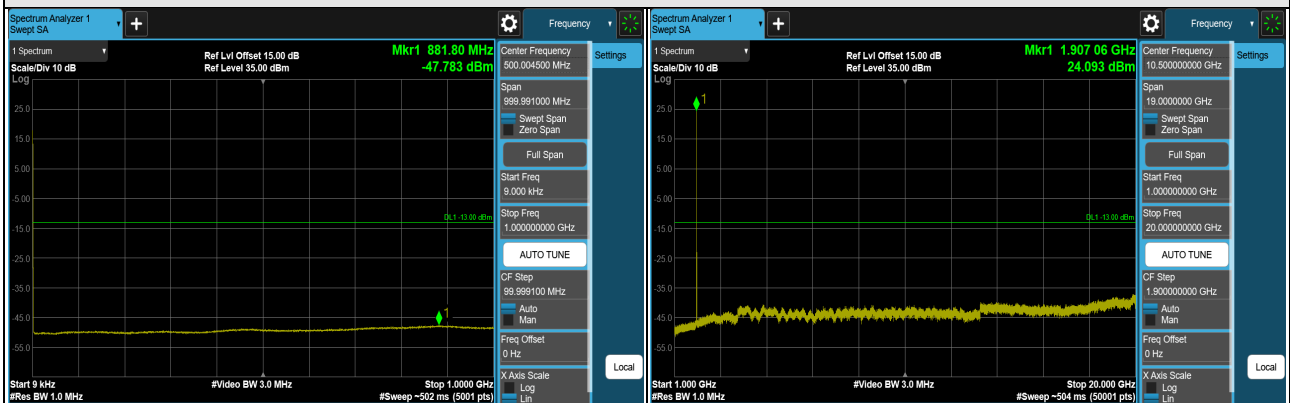 Spectrum Analyzer 1
Swept SA
+
Frequency
1 Spectrum
Scale/Div 10 dB
Log
Ref Lvl Offset 15.00 dB
Ref Level 35.00 dBm
Mkr1 881.80 MHz
-47.783 dBm
25.0
15.0
5.00
-5.00
-15.0
-25.0
-35.0
-45.0
-55.0
DL1 -13.00 dBm
1
Start 9 kHz
#Res BW 1.0 MHz
#Video BW 3.0 MHz
Stop 1.0000 GHz
#Sweep ~502 ms (5001 pts)
Center Frequency
500.004500 MHz
Span
999.991000 MHz
Swept Span
Zero Span
Full Span
Start Freq
9.000 kHz
Stop Freq
1.000000000 GHz
AUTO TUNE
CF Step
99.999100 MHz
Auto
Man
Freq Offset
0 Hz
X Axis Scale
Log
Lin
Settings
Local
Spectrum Analyzer 1
Swept SA
+
Frequency
1 Spectrum
Scale/Div 10 dB
Log
Ref Lvl Offset 15.00 dB
Ref Level 35.00 dBm
Mkr1 1.907 06 GHz
24.093 dBm
25.0
15.0
5.00
-5.00
-15.0
-25.0
-35.0
-45.0
-55.0
DL1 -13.00 dBm
1
Start 1.000 GHz
#Res BW 1.0 MHz
#Video BW 3.0 MHz
Stop 20.000 GHz
#Sweep ~504 ms (50001 pts)
Center Frequency
10.500000000 GHz
Span
19.0000000 GHz
Swept Span
Zero Span
Full Span
Start Freq
1.000000000 GHz
Stop Freq
20.000000000 GHz
AUTO TUNE
CF Step
1.900000000 GHz
Auto
Man
Freq Offset
0 Hz
X Axis Scale
Log
Lin
Settings
Local